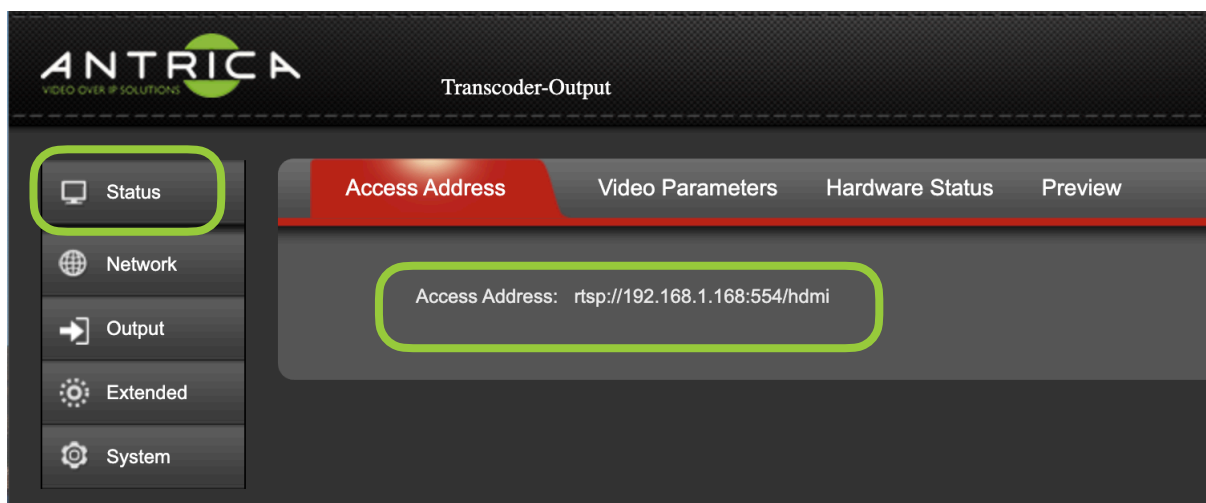 ANTRICA
VIDEO OVER IP SOLUTIONS
Transcoder-Output
Status
Network
Output
Extended
System
Access Address Video Parameters Hardware Status Preview
Access Address: rtsp://192.168.1.168:554/hdmi